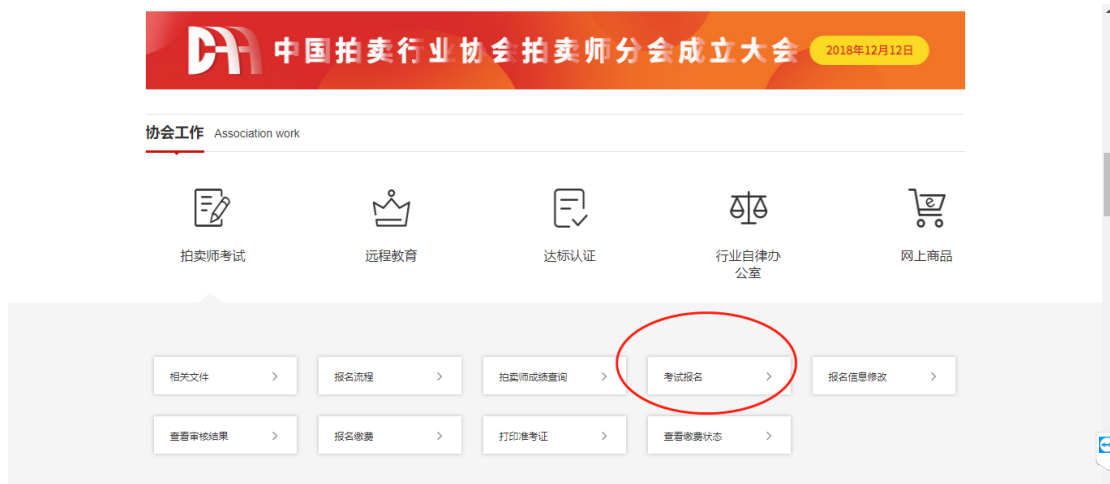 中国拍卖行业协会拍卖师分会成立大会
2018年12月12日
协会工作 Association work
拍卖师考试
远程教育
达标认证
行业自律办
公室
网上商品
相关文件
报名流程
拍卖师成绩查询
考试报名
报名信息修改
查看审核结果
报名缴费
打印准考证
查看缴费状态